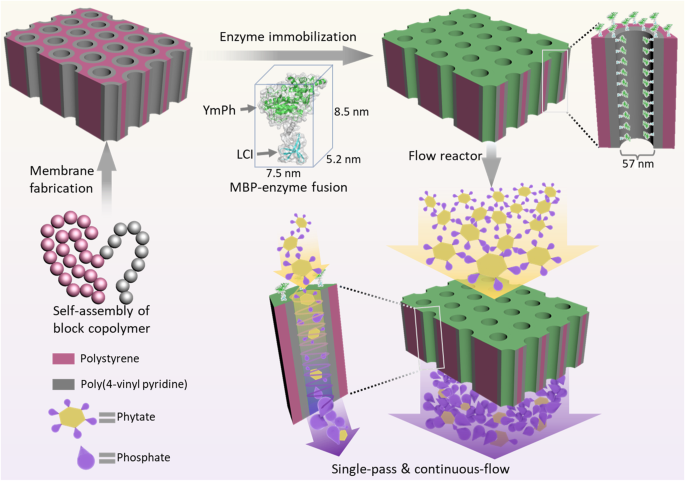 Enzyme immobilization
YmPh
8.5 nm
LCI
5.2 nm
7.5 nm
MBP-enzyme fusion
57 nm
Membrane
fabrication
Flow reactor
Self-assembly of
block copolymer
Polystyrene
Poly(4-vinyl pyridine)
Phytate
Phosphate
Single-pass & continuous-flow